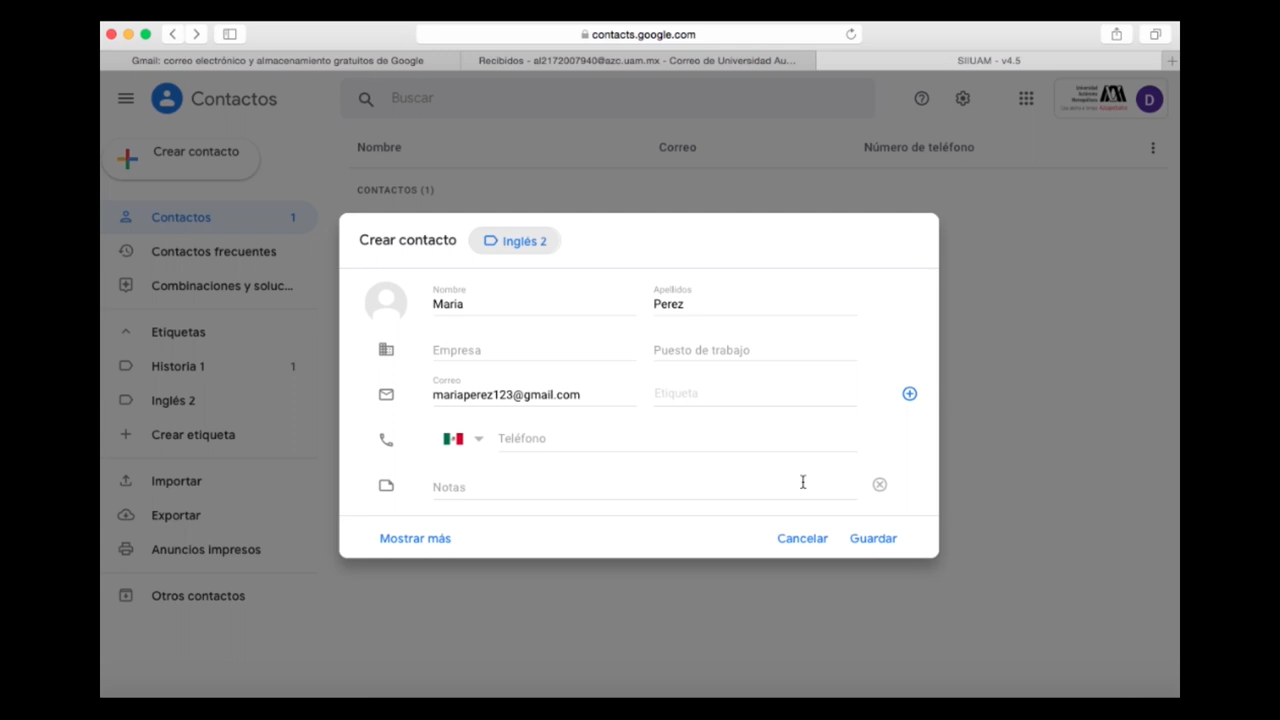 contacts.google.com
Gmail: correo electrónico y almacenamiento gratuitos de Google
Recibidos - al2172007940@azc.uam.mx - Correo de Universidad Au...
SIIUAM - v4.5
Contactos
Buscar
D
Crear contacto
Nombre
Correo
Número de teléfono
CONTACTOS (1)
Contactos 1
Contactos frecuentes
Combinaciones y soluc...
Etiquetas
Historia 1 1
Inglés 2
Crear etiqueta
Importar
Exportar
Anuncios impresos
Otros contactos
Crear contacto
Inglés 2
Nombre
Maria
Apellidos
Perez
Empresa
Puesto de trabajo
Correo
mariaperez123@gmail.com
Etiqueta
Teléfono
Notas
Mostrar más
Cancelar
Guardar